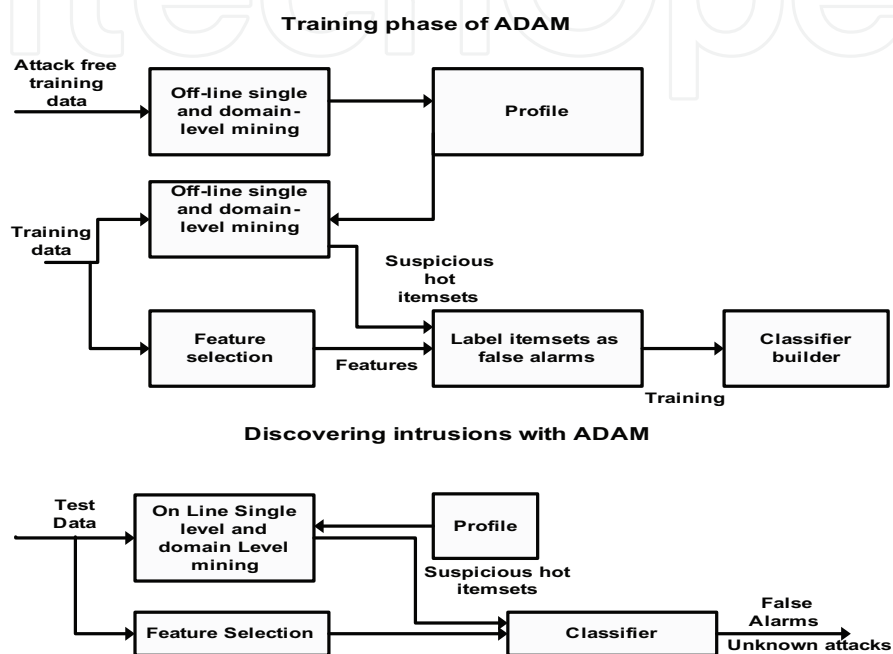 Training phase of ADAM
Attack free
training
data
Off-line single
and domain-
level mining
Profile
Off-line single
and domain-
level mining
Training
data
Suspicious
hot
itemsets
Feature
selection
Features
Label itemsets as
false alarms
Classifier
builder
Training
Discovering intrusions with ADAM
Test
Data
On Line Single
level and
domain Level
mining
Profile
Suspicious hot
itemsets
Feature Selection
Classifier
False
Alarms
Unknown attacks